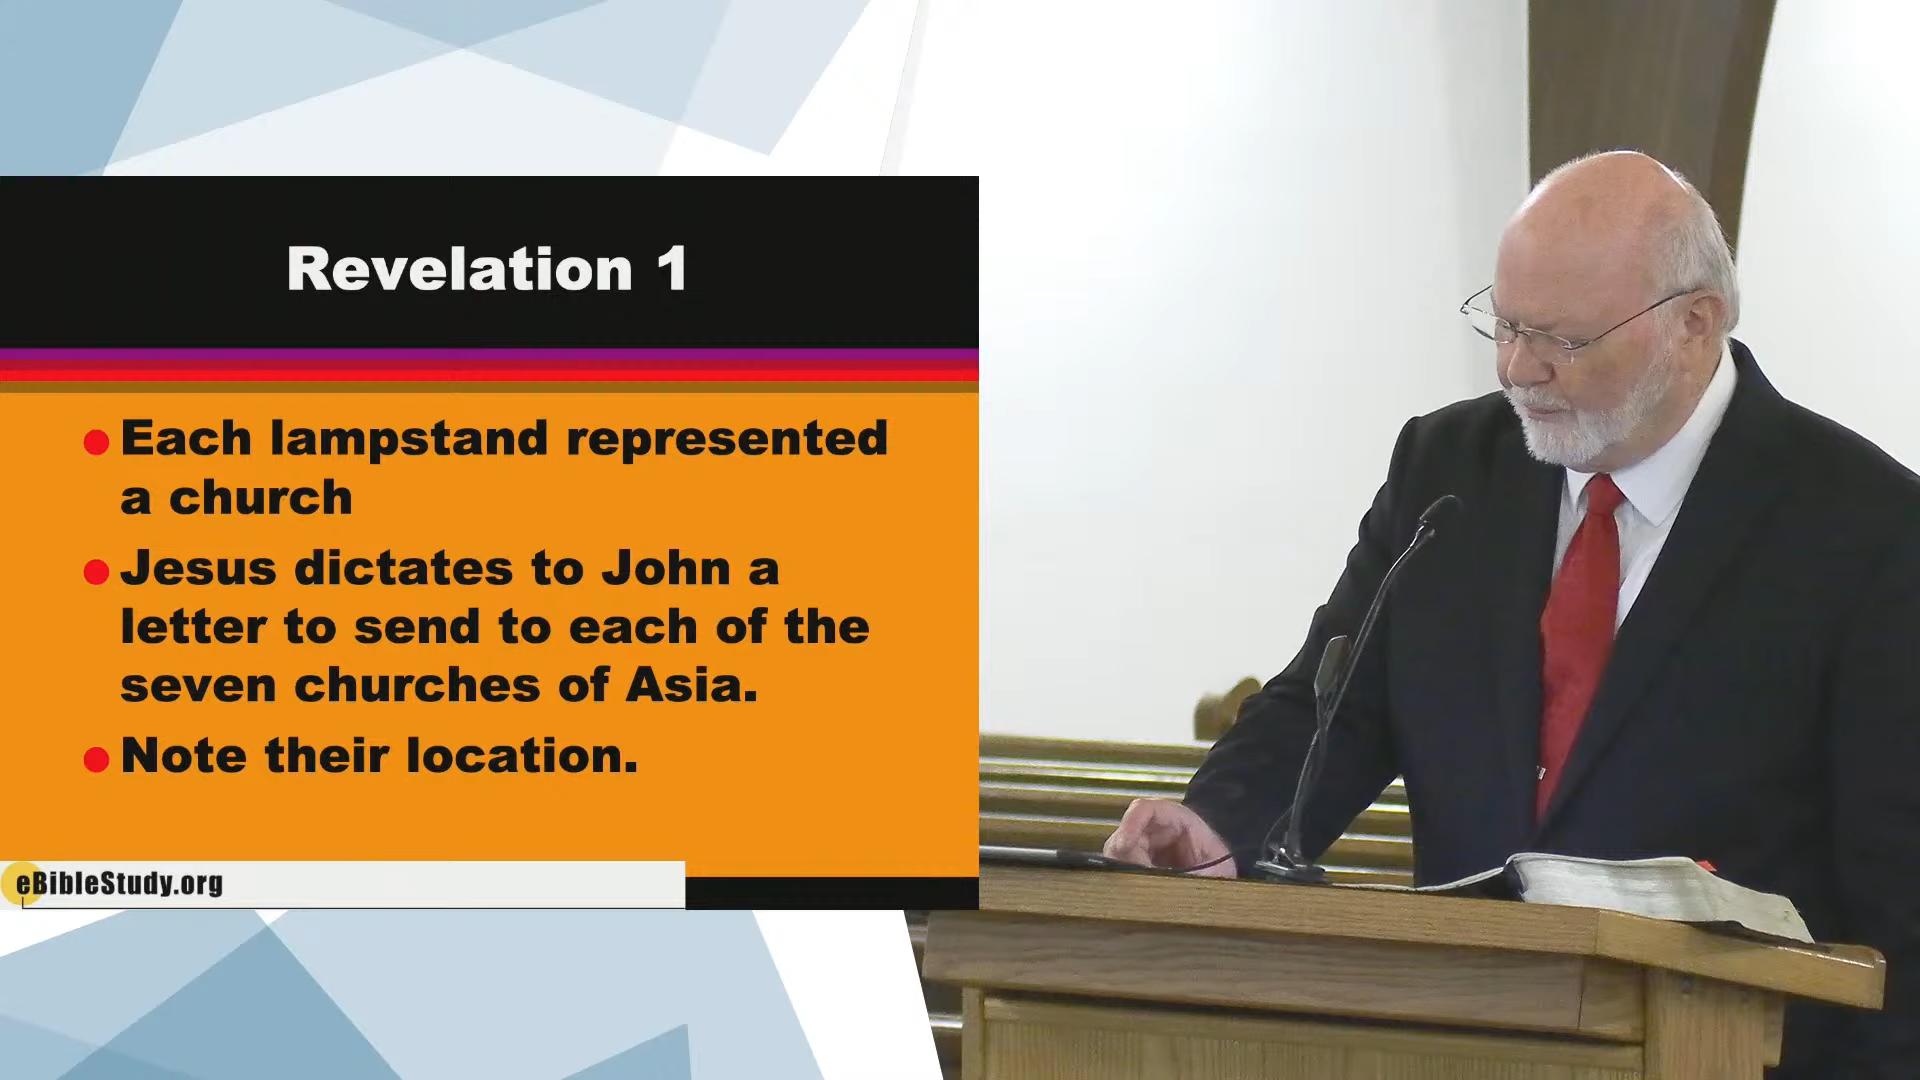 Revelation 1
Each lampstand represented
a church
Jesus dictates to John a
letter to send to each of the
seven churches of Asia.
Note their location.
eBibleStudy.org